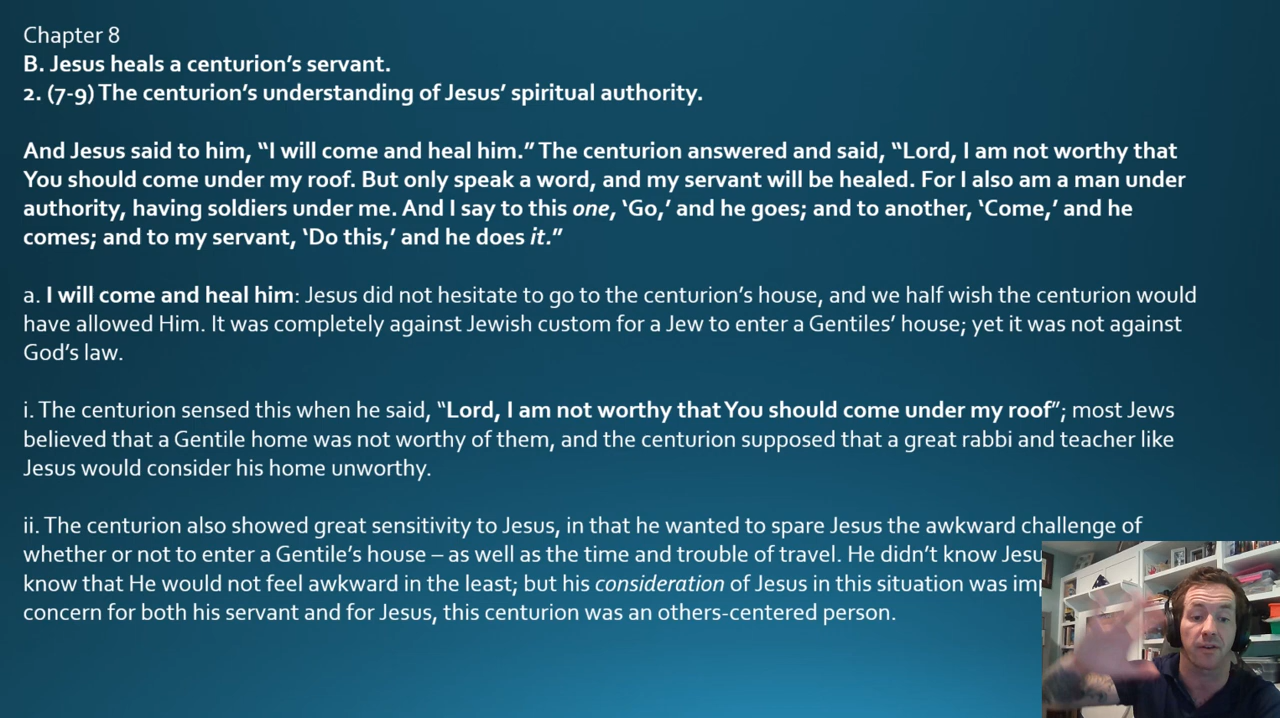 Chapter 8
B. Jesus heals a centurion’s servant.
2. (7-9) The centurion’s understanding of Jesus’ spiritual authority.
And Jesus said to him, “I will come and heal him.” The centurion answered and said, “Lord, I am not worthy that
You should come under my roof. But only speak a word, and my servant will be healed. For I also am a man under
authority, having soldiers under me. And I say to this one, ‘Go,’ and he goes; and to another, ‘Come,’ and he
comes; and to my servant, ‘Do this,’ and he does it.”
a. I will come and heal him: Jesus did not hesitate to go to the centurion’s house, and we half wish the centurion would
have allowed Him. It was completely against Jewish custom for a Jew to enter a Gentiles’ house; yet it was not against
God’s law.
i. The centurion sensed this when he said, “Lord, I am not worthy that You should come under my roof”; most Jews
believed that a Gentile home was not worthy of them, and the centurion supposed that a great rabbi and teacher like
Jesus would consider his home unworthy.
ii. The centurion also showed great sensitivity to Jesus, in that he wanted to spare Jesus the awkward challenge of
whether or not to enter a Gentile’s house – as well as the time and trouble of travel. He didn’t know
know that He would not feel awkward in the least; but his consideration of Jesus in this situation was
concern for both his servant and for Jesus, this centurion was an others-centered person.